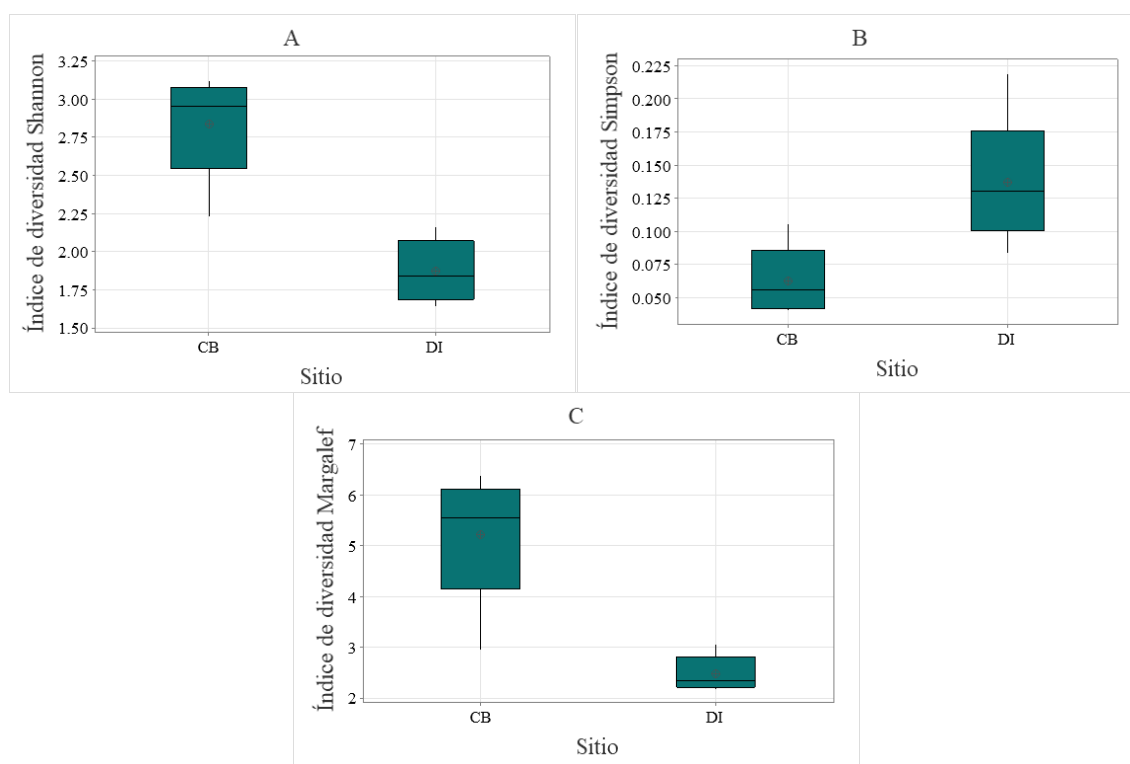 A
Índice de diversidad Shannon
3.25
3.00
2.75
2.50
2.25
2.00
1.75
1.50
CB
DI
Sitio
B
Índice de diversidad Simpson
0.225
0.200
0.175
0.150
0.125
0.100
0.075
0.050
CB
DI
Sitio
C
Índice de diversidad Margalef
7
6
5
4
3
2
CB
DI
Sitio